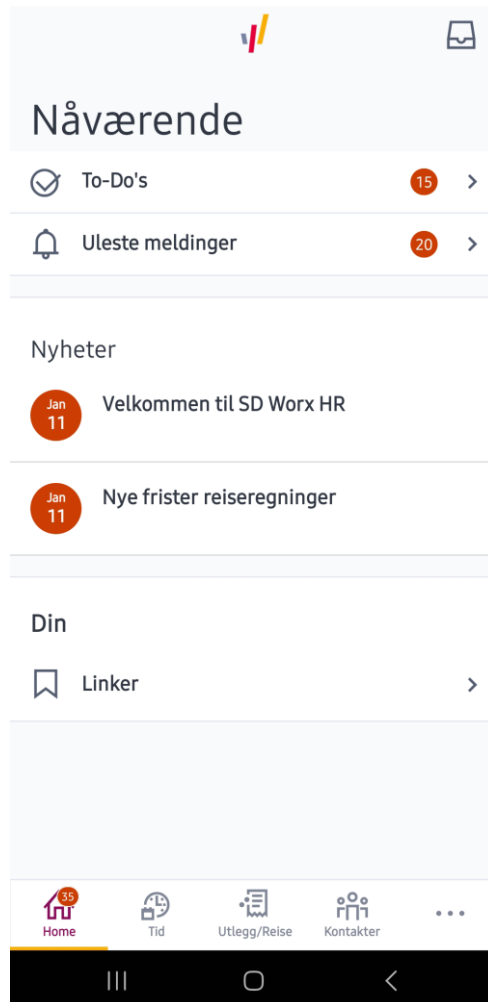 Nåværende
To-Do's 15
Uleste meldinger 20
Nyheter
Jan
11
Velkommen til SD Worx HR
Jan
11
Nye frister reiseregninger
Din
Linker
35
Home Tid Utlegg/Reise Kontakter